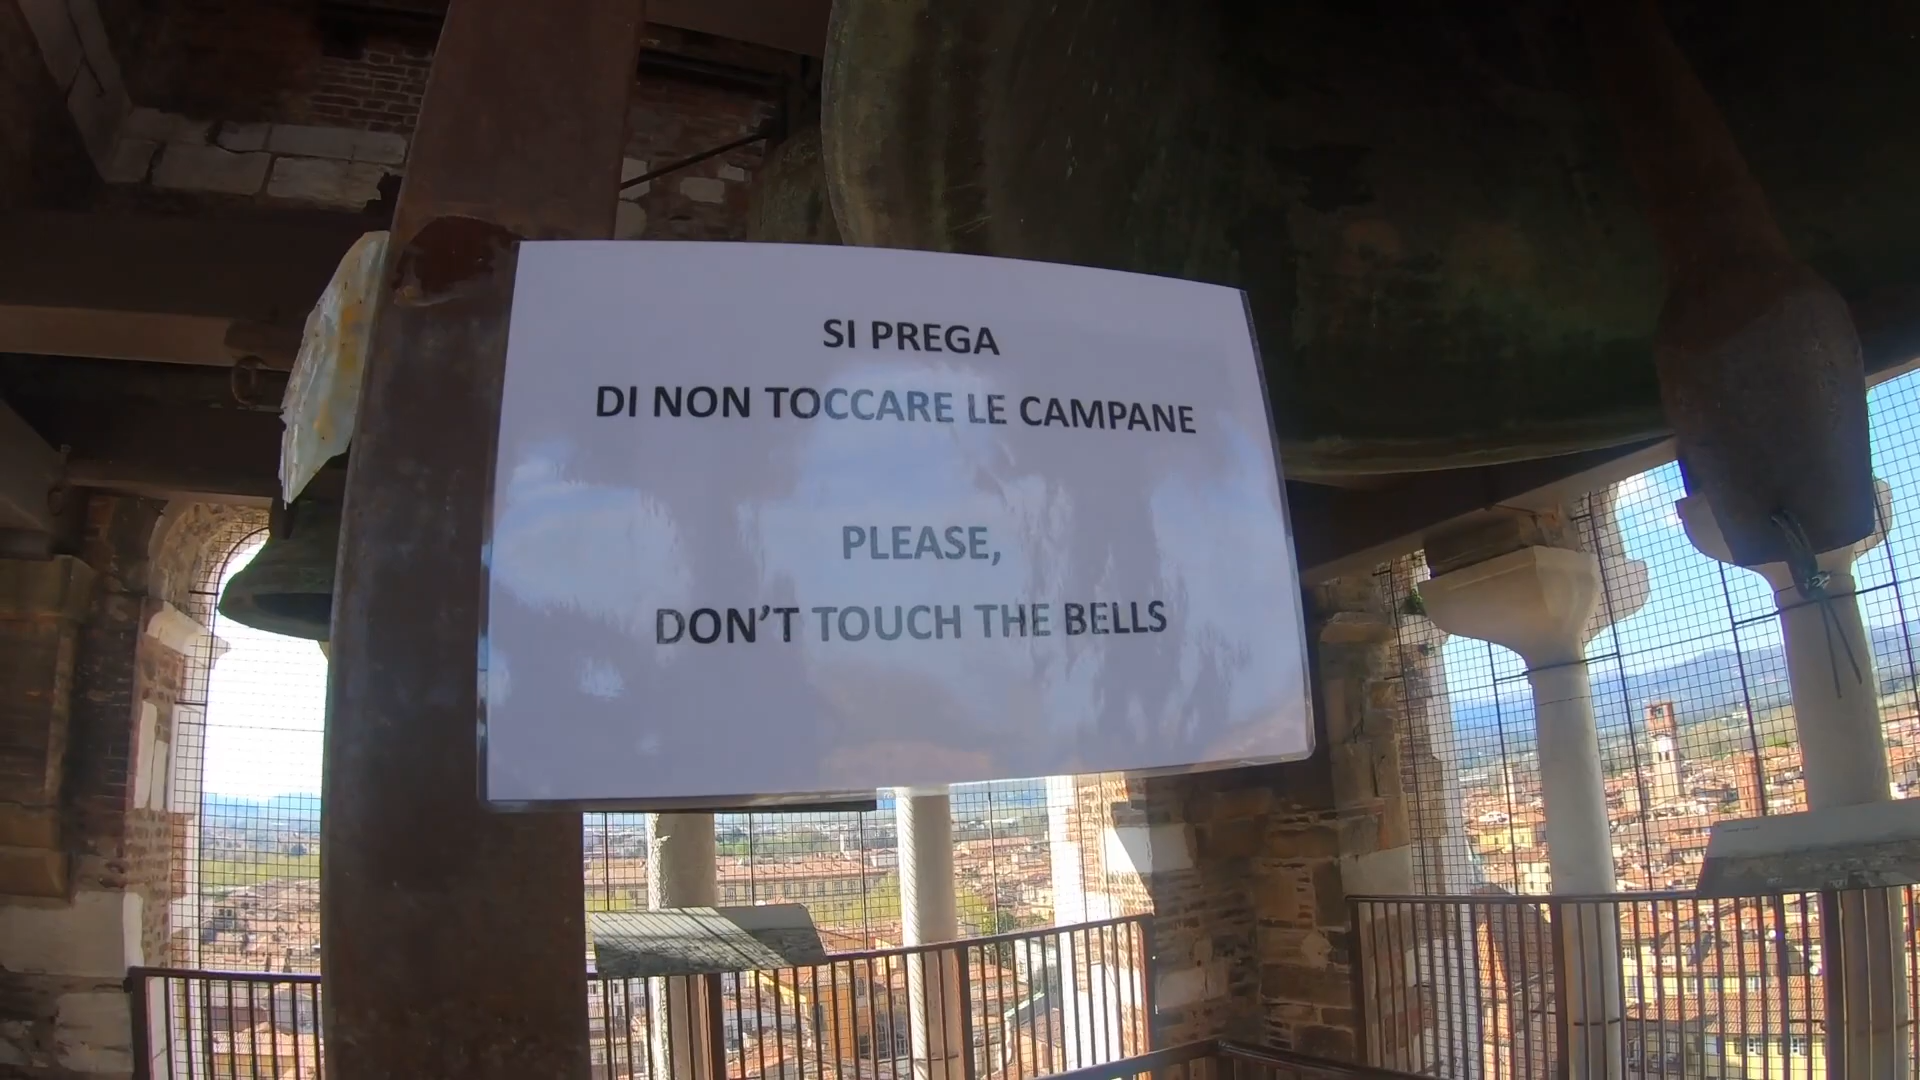 SI PREGA
DI NON TOCCARE LE CAMPANE
PLEASE,
DON'T TOUCH THE BELLS